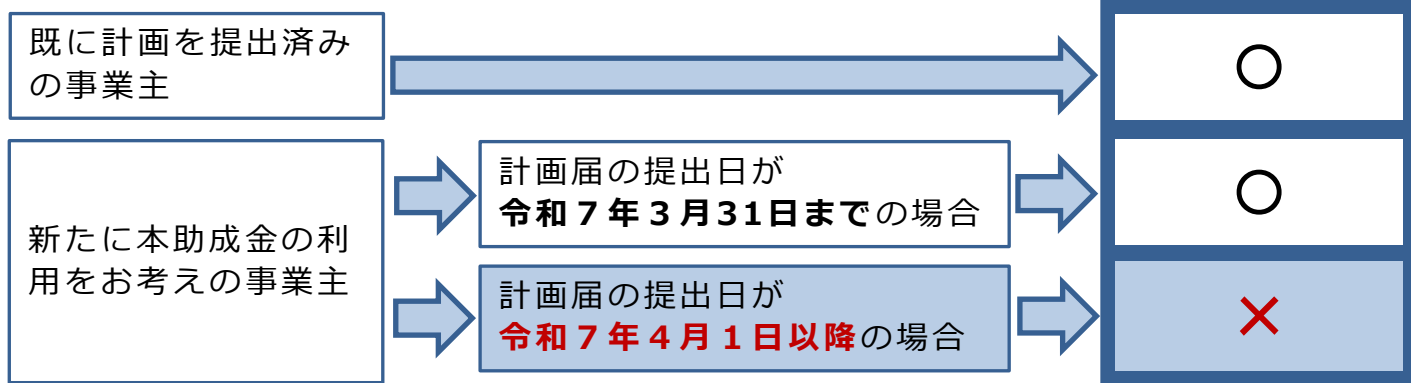 既に計画を提出済み
の事業主
○
新たに本助成金の利
用をお考えの事業主
計画届の提出日が
令和７年３月31日までの場合
○
計画届の提出日が
令和７年４月１日以降の場合
×